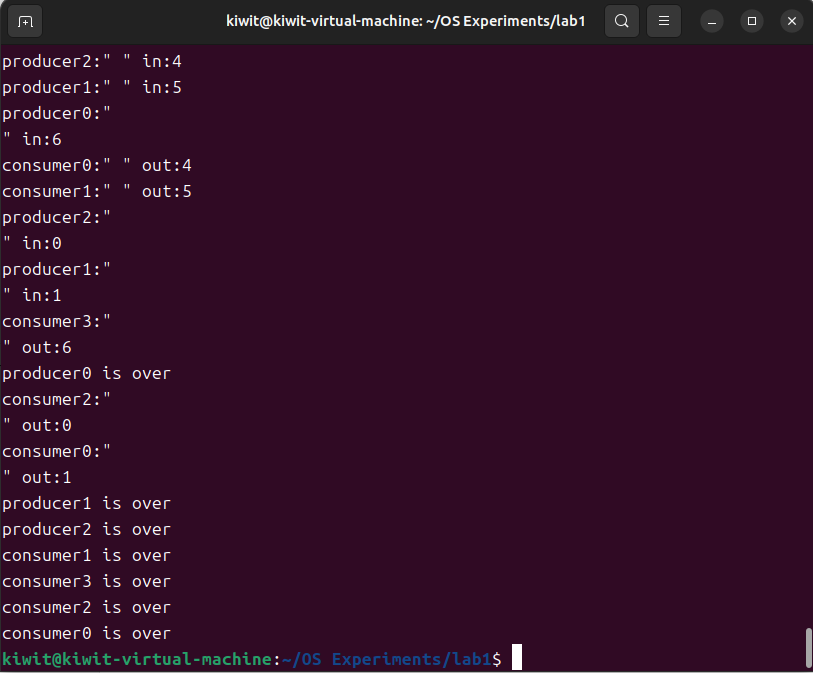 kiwit@kiwit-virtual-machine: ~/OS Experiments/lab1
producer2:" " in:4
producer1:" " in:5
producer0:"
" in:6
consumer0:" " out:4
consumer1:" " out:5
producer2:"
" in:0
producer1:"
" in:1
consumer3:"
" out:6
producer0 is over
consumer2:"
" out:0
consumer0:"
" out:1
producer1 is over
producer2 is over
consumer1 is over
consumer3 is over
consumer2 is over
consumer0 is over
kiwit@kiwit-virtual-machine:~/OS Experiments/lab1$